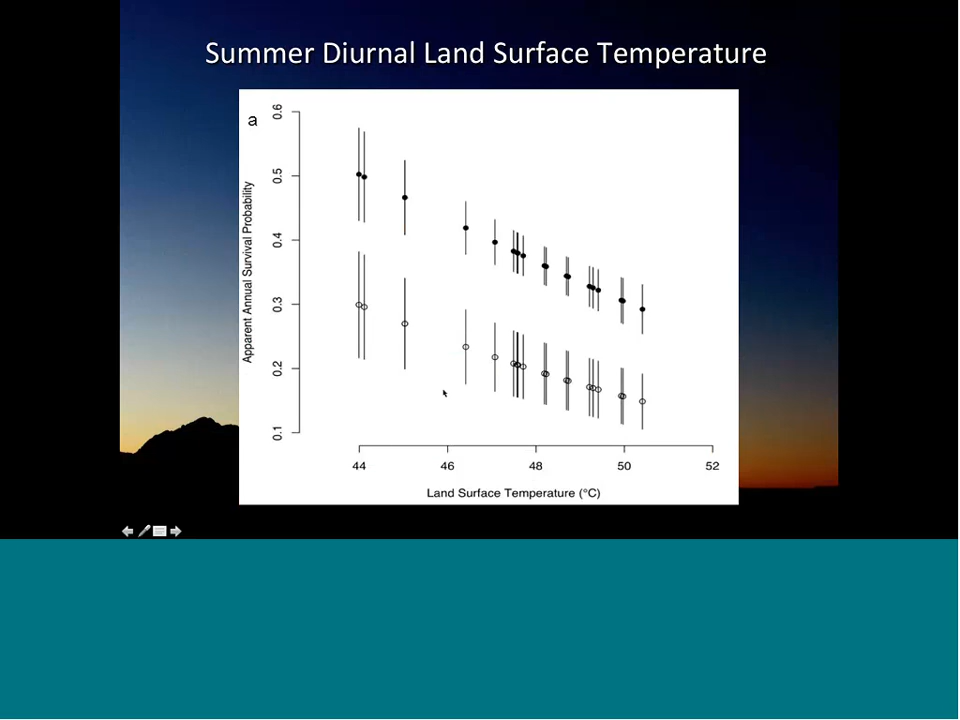 Summer Diurnal Land Surface Temperature
a
Apparent Annual Survival Probability
0.6
0.5
0.4
0.3
0.2
0.1
44 46 48 50 52
Land Surface Temperature (°C)